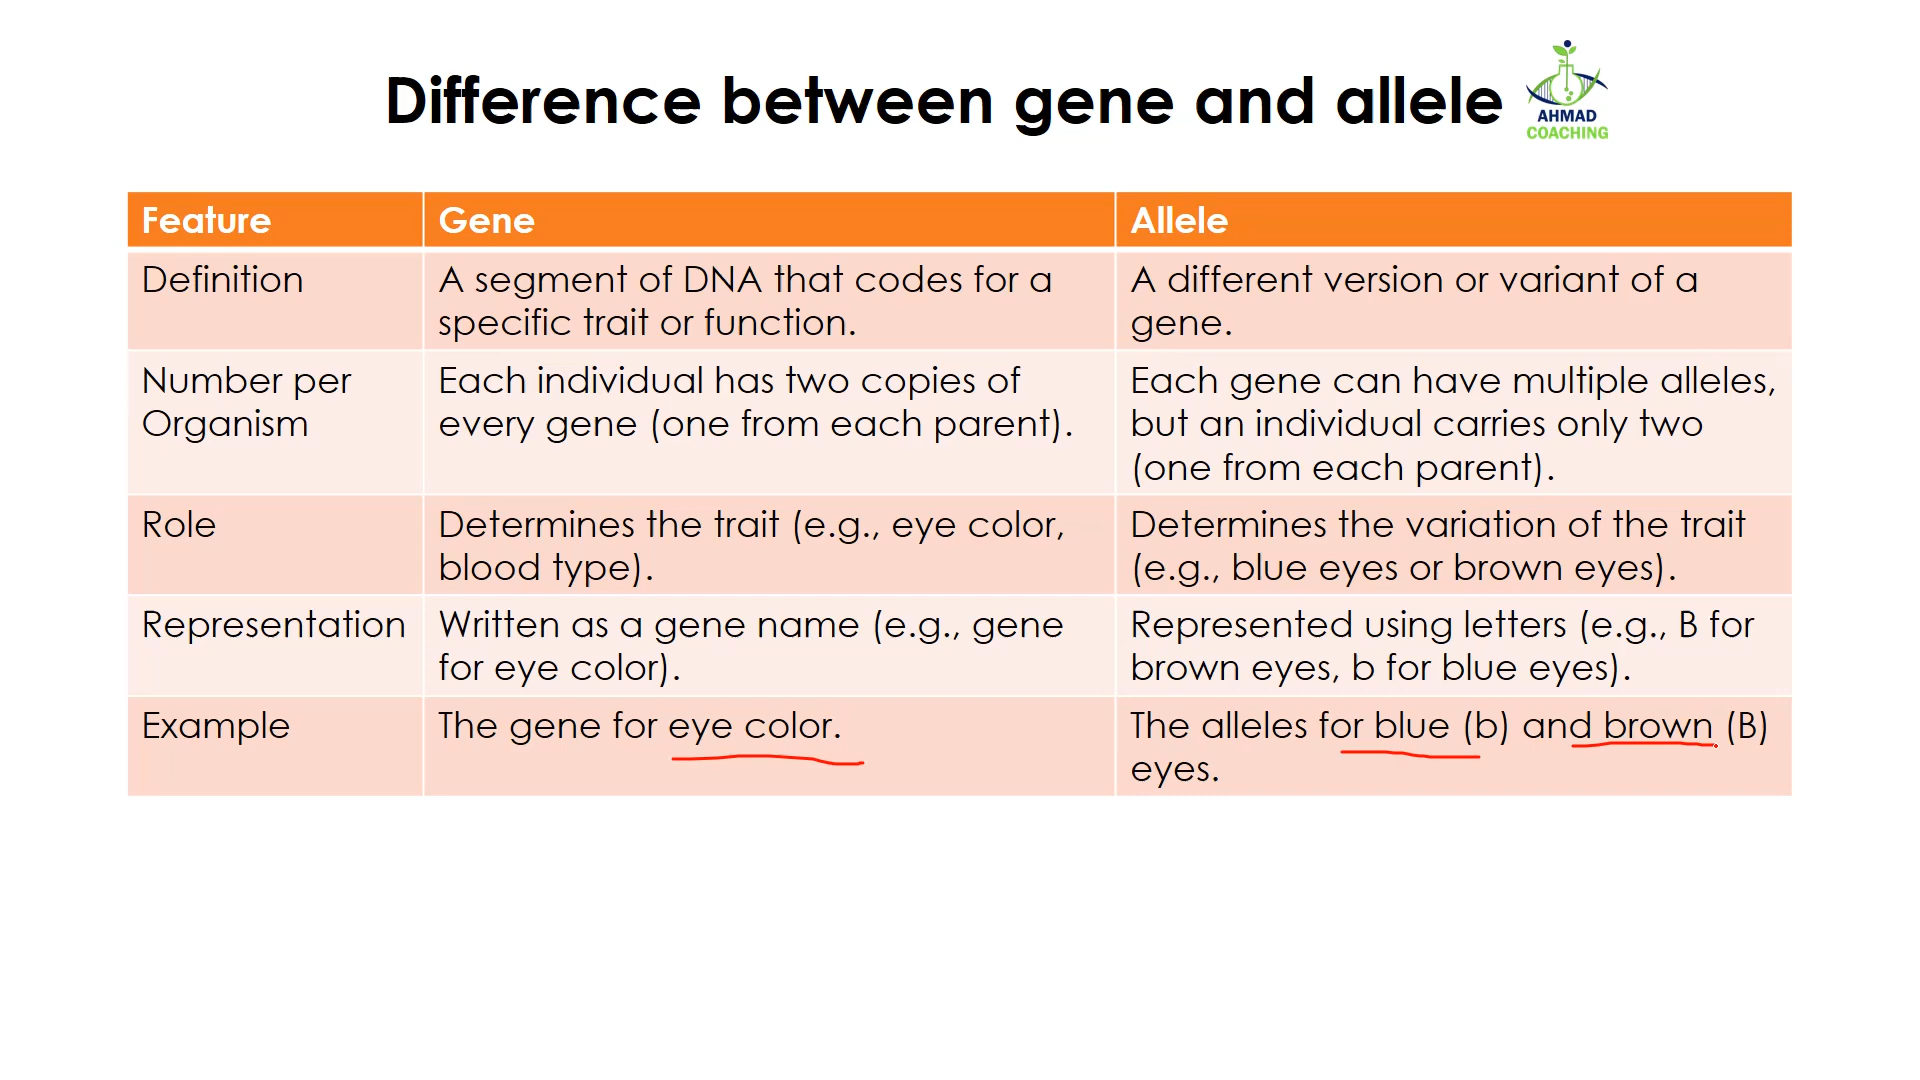 Difference between gene and allele
AHMAD
COACHING
Feature
Gene
Allele
Definition
A segment of DNA that codes for a
specific trait or function.
A different version or variant of a
gene.
Number per
Organism
Each individual has two copies of
every gene (one from each parent).
Each gene can have multiple alleles,
but an individual carries only two
(one from each parent).
Role
Determines the trait (e.g., eye color,
blood type).
Determines the variation of the trait
(e.g., blue eyes or brown eyes).
Representation
Written as a gene name (e.g., gene
for eye color).
Represented using letters (e.g., B for
brown eyes, b for blue eyes).
Example
The gene for eye color.
The alleles for blue (b) and brown (B)
eyes.